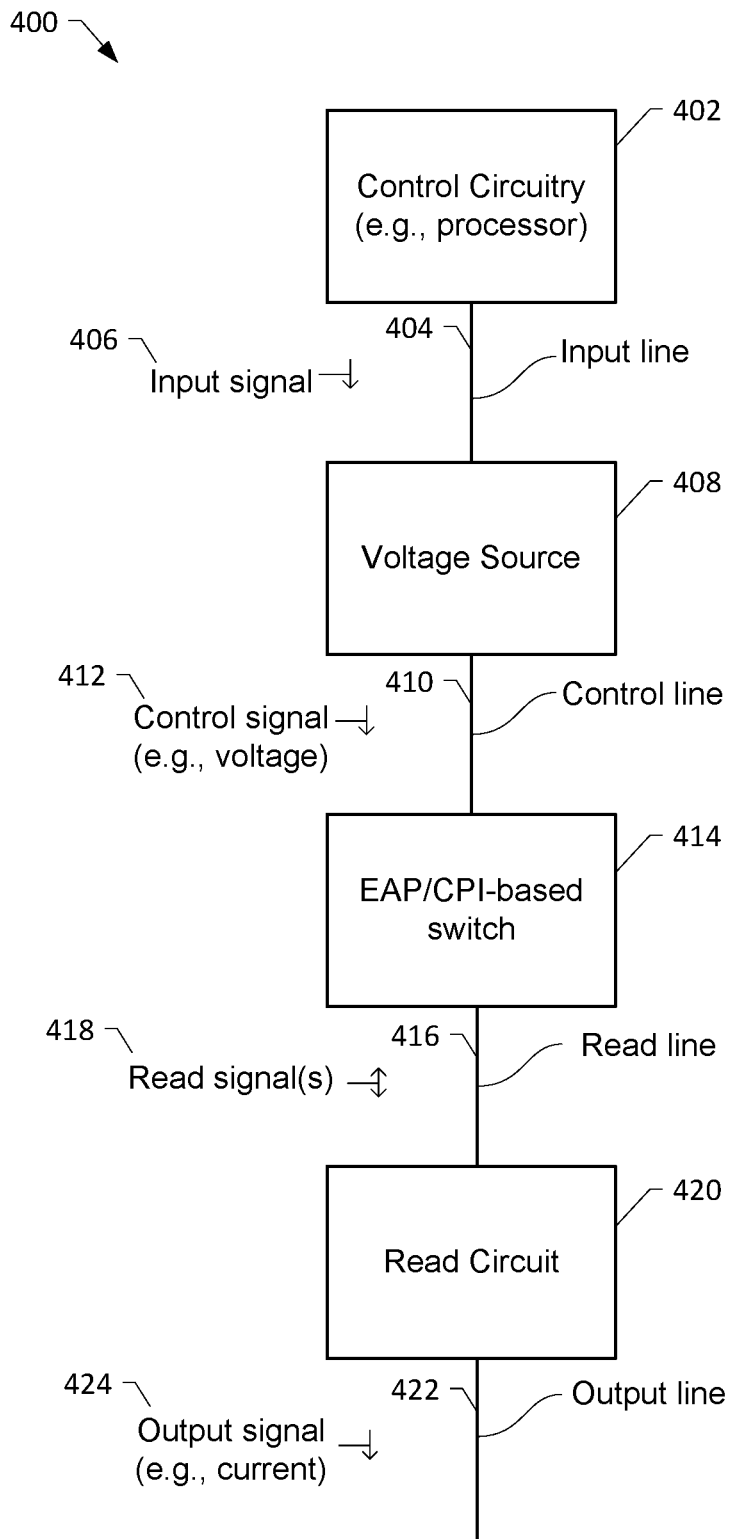 400
402
Control Circuitry
(e.g., processor)
404
406
Input line
Input signal
408
Voltage Source
412
410
Control line
Control signal
(e.g., voltage)
414
EAP/CPI-based
switch
418
416
Read line
Read signal(s)
420
Read Circuit
424
422
Output line
Output signal
(e.g., current)